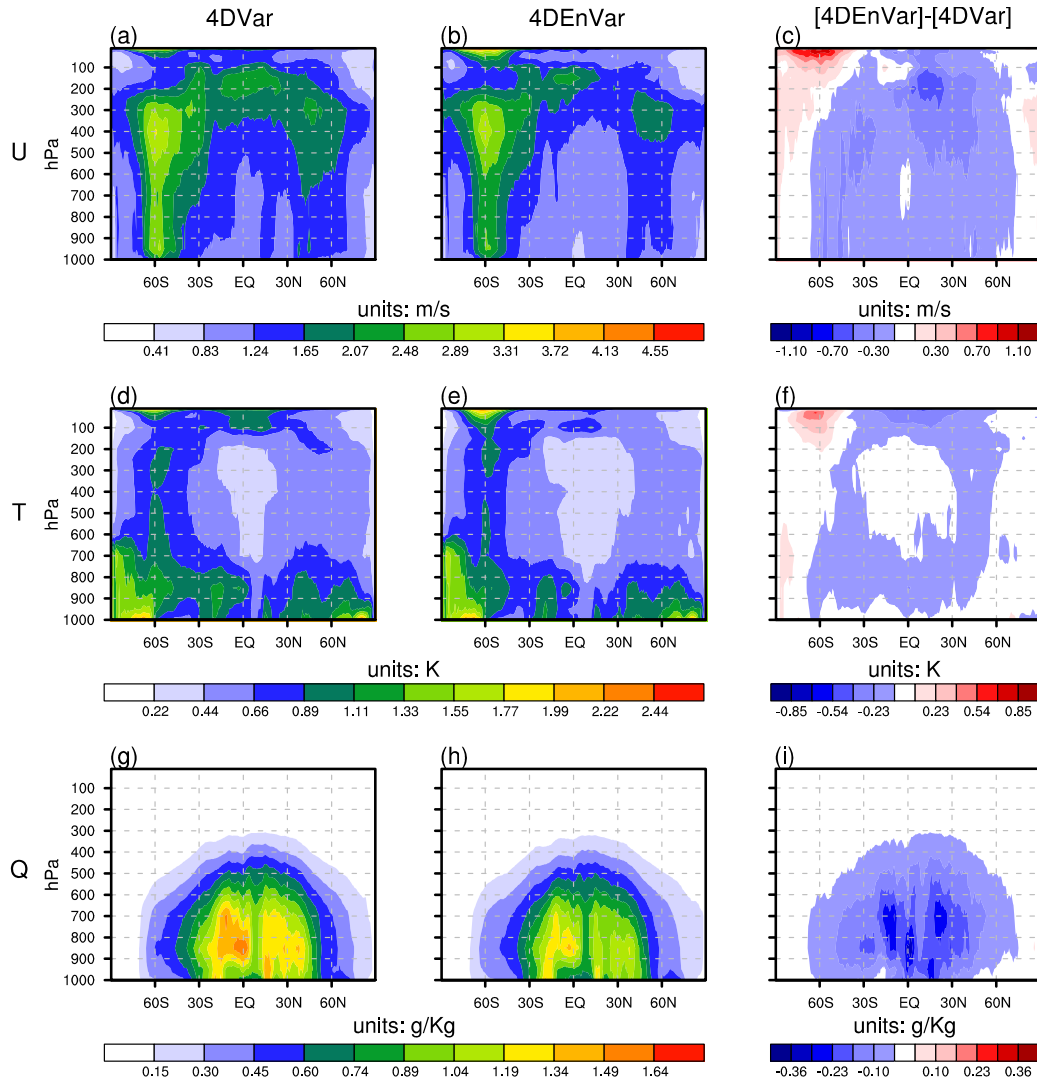 4DVar 4DEnVar [4DEnVar]-[4DVar]
(a) (b) (c)
U
hPa
100
200
300
400
500
600
700
800
900
1000
60S 30S EQ 30N 60N 60S 30S EQ 30N 60N 60S 30S EQ 30N 60N
units: m/s units: m/s
0.41 0.83 1.24 1.65 2.07 2.48 2.89 3.31 3.72 4.13 4.55 -1.10 -0.70 -0.30 0.30 0.70 1.10
(d) (e) (f)
T
hPa
100
200
300
400
500
600
700
800
900
1000
60S 30S EQ 30N 60N 60S 30S EQ 30N 60N 60S 30S EQ 30N 60N
units: K units: K
0.22 0.44 0.66 0.89 1.11 1.33 1.55 1.77 1.99 2.22 2.44 -0.85 -0.54 -0.23 0.23 0.54 0.85
(g) (h) (i)
Q
hPa
100
200
300
400
500
600
700
800
900
1000
60S 30S EQ 30N 60N 60S 30S EQ 30N 60N 60S 30S EQ 30N 60N
units: g/Kg units: g/Kg
0.15 0.30 0.45 0.60 0.74 0.89 1.04 1.19 1.34 1.49 1.64 -0.36 -0.23 -0.10 0.10 0.23 0.36